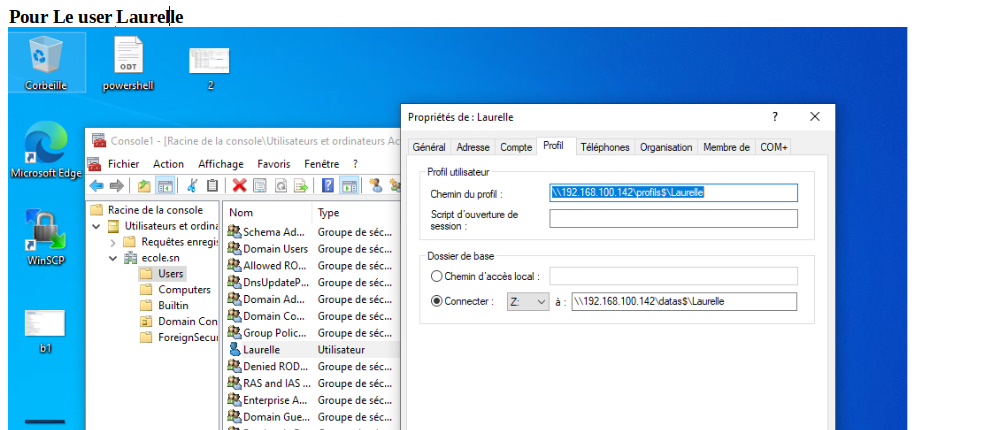 Pour Le user Laurelle
Corbeille
powershell
2
ODT
Microsoft Edge
WinSCP
b1
Console1 - [Racine de la console\Utilisateurs et ordinateurs Ac
Fichier Action Affichage Favoris Fenêtre ?
Racine de la console
Utilisateurs et ordina
Requêtes enregis
ecole.sn
Users
Computers
Builtin
Domain Con
ForeignSecur
Nom Type
Schema Ad... Groupe de séc...
Domain Users Groupe de séc...
Allowed RO... Groupe de séc...
DnsUpdateP... Groupe de séc...
Domain Ad... Groupe de séc...
Domain Co... Groupe de séc...
Group Polic... Groupe de séc...
Laurelle Utilisateur
Denied ROD... Groupe de séc...
RAS and IAS ... Groupe de séc...
Enterprise A... Groupe de séc...
Domain Gue... Groupe de séc...
Propriétés de : Laurelle
Général Adresse Compte Profil Téléphones Organisation Membre de COM+
Profil utilisateur
Chemin du profil : \\192.168.100.142\profils$\Laurelle
Script d'ouverture de
session :
Dossier de base
Chemin d'accès local :
Connecter : Z: à : \\192.168.100.142\datas$\Laurelle